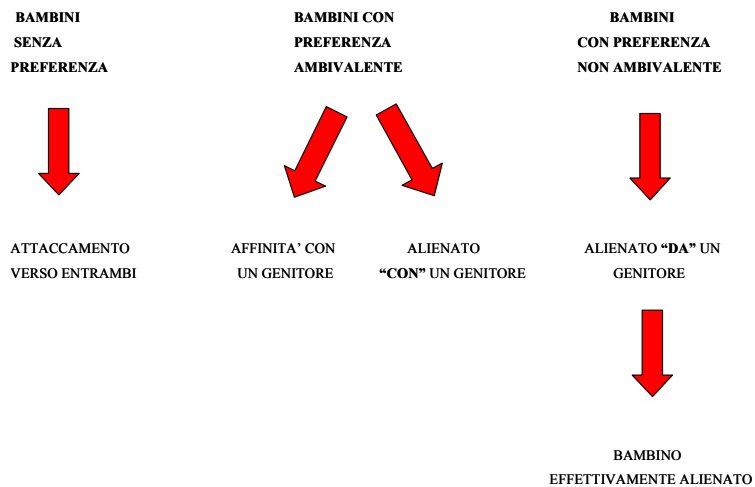 BAMBINI
SENZA
PREFERENZA
BAMBINI CON
PREFERENZA
AMBIVALENTE
BAMBINI
CON PREFERENZA
NON AMBIVALENTE
ATTACCAMENTO
VERSO ENTRAMBI
AFFINITA’ CON
UN GENITORE
ALIENATO
“CON” UN GENITORE
ALIENATO “DA” UN
GENITORE
BAMBINO
EFFETTIVAMENTE ALIENATO